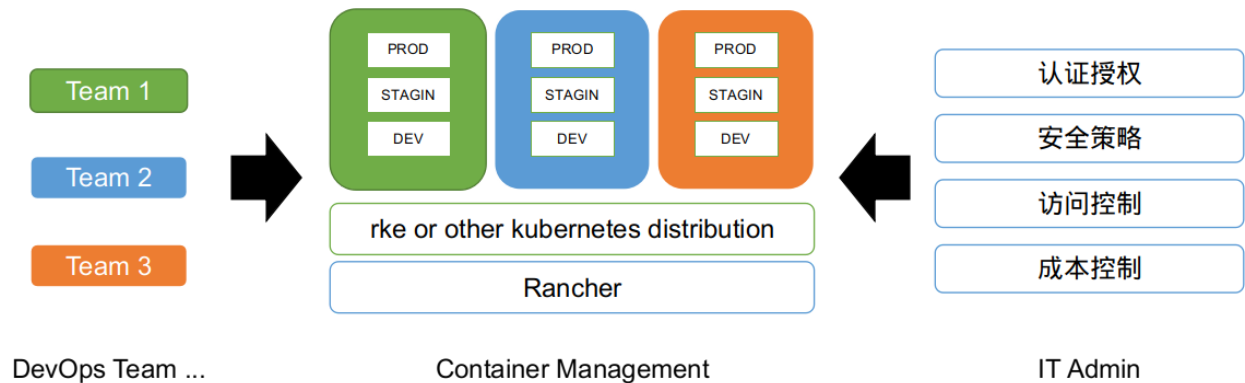 Team 1
Team 2
Team 3
DevOps Team ...
PROD
STAGIN
DEV
PROD
STAGIN
DEV
PROD
STAGIN
DEV
rke or other kubernetes distribution
Rancher
Container Management
认证授权
安全策略
访问控制
成本控制
IT Admin